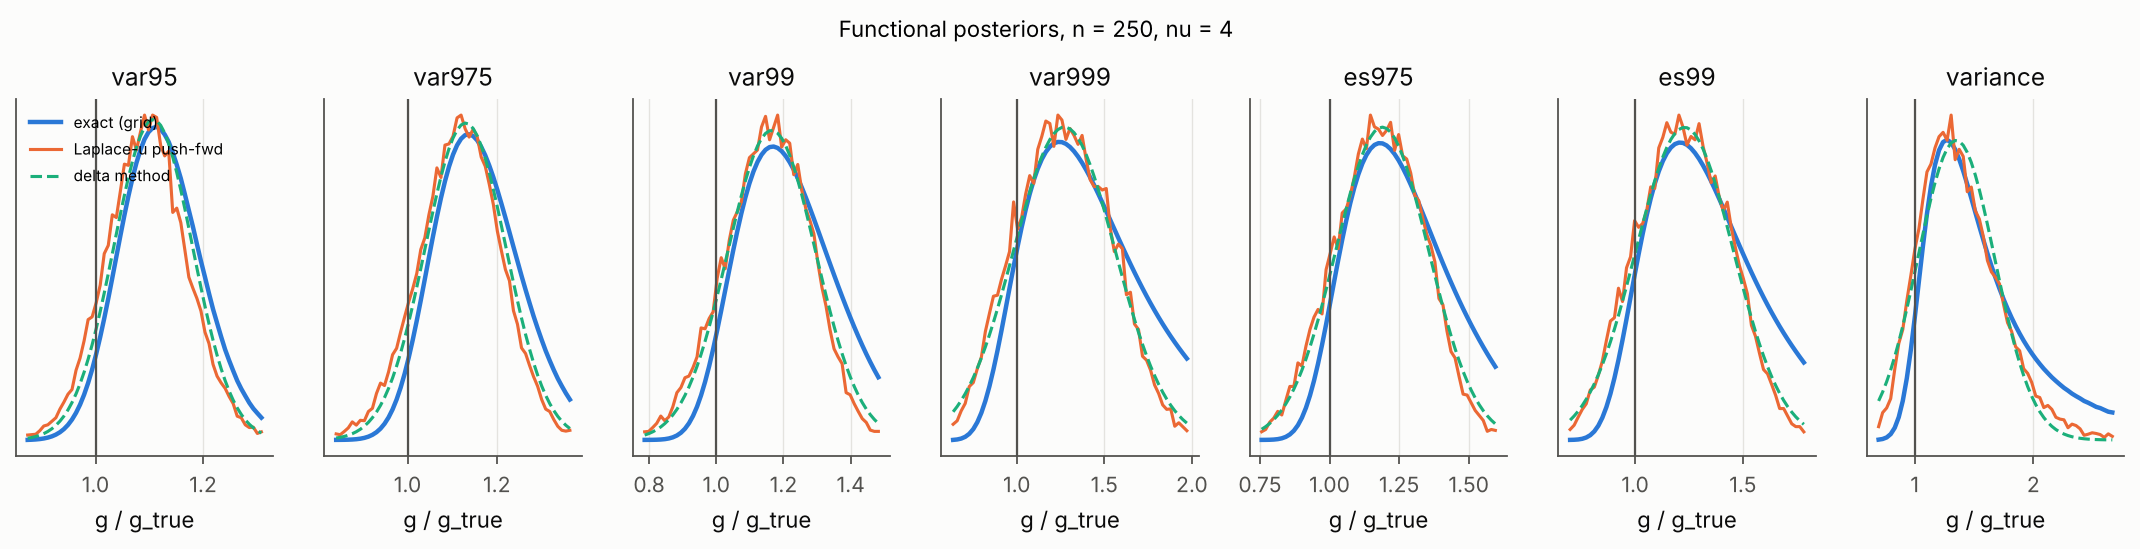 Functional posteriors, n = 250, nu = 4
var95
var975
var99
var999
es975
es99
variance
exact (grid)
Laplace-u push-fwd
delta method
1.0 1.2
1.0 1.2
0.8 1.0 1.2 1.4
1.0 1.5 2.0
0.75 1.00 1.25 1.50
1.0 1.5
1 2
g / g_true
g / g_true
g / g_true
g / g_true
g / g_true
g / g_true
g / g_true